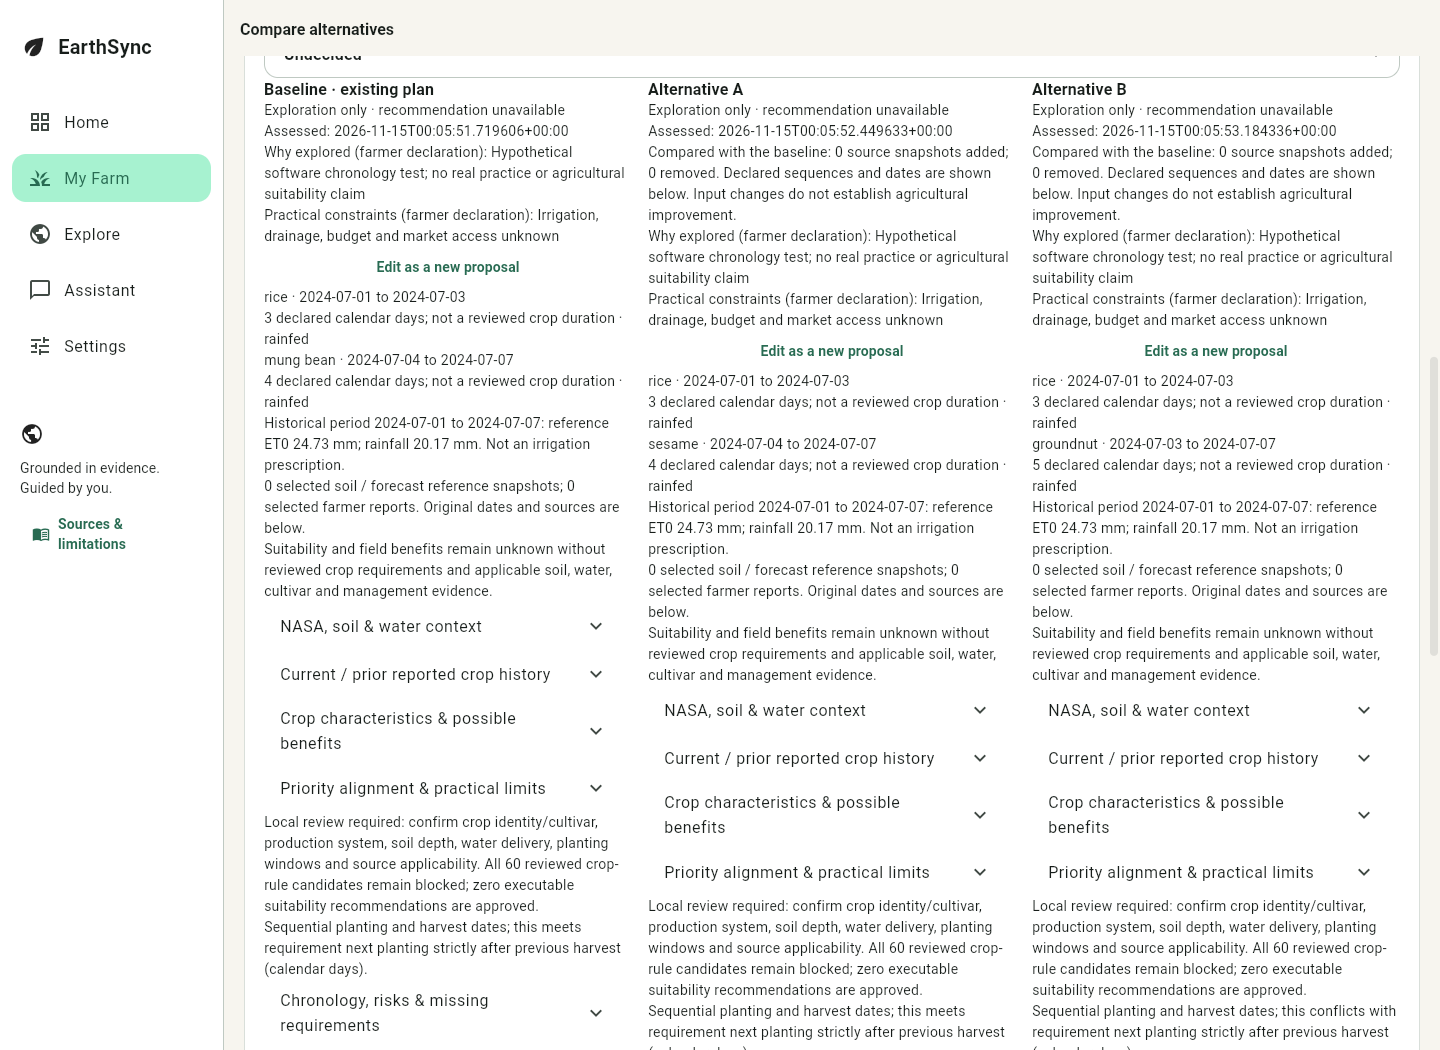 EarthSync
Home
My Farm
Explore
Assistant
Settings
Grounded in evidence.
Guided by you.
Sources &
limitations
Compare alternatives
Undecided
Baseline · existing plan
Exploration only · recommendation unavailable
Assessed: 2026-11-15T00:05:51.719606+00:00
Why explored (farmer declaration): Hypothetical
software chronology test; no real practice or agricultural
suitability claim
Practical constraints (farmer declaration): Irrigation,
drainage, budget and market access unknown
Edit as a new proposal
rice · 2024-07-01 to 2024-07-03
3 declared calendar days; not a reviewed crop duration ·
rainfed
mung bean · 2024-07-04 to 2024-07-07
4 declared calendar days; not a reviewed crop duration ·
rainfed
Historical period 2024-07-01 to 2024-07-07: reference
ET0 24.73 mm; rainfall 20.17 mm. Not an irrigation
prescription.
0 selected soil / forecast reference snapshots; 0
selected farmer reports. Original dates and sources are
below.
Suitability and field benefits remain unknown without
reviewed crop requirements and applicable soil, water,
cultivar and management evidence.
NASA, soil & water context
Current / prior reported crop history
Crop characteristics & possible
benefits
Priority alignment & practical limits
Local review required: confirm crop identity/cultivar,
production system, soil depth, water delivery, planting
windows and source applicability. All 60 reviewed crop-
rule candidates remain blocked; zero executable
suitability recommendations are approved.
Sequential planting and harvest dates; this meets
requirement next planting strictly after previous harvest
(calendar days).
Chronology, risks & missing
requirements
Alternative A
Exploration only · recommendation unavailable
Assessed: 2026-11-15T00:05:52.449633+00:00
Compared with the baseline: 0 source snapshots added;
0 removed. Declared sequences and dates are shown
below. Input changes do not establish agricultural
improvement.
Why explored (farmer declaration): Hypothetical
software chronology test; no real practice or agricultural
suitability claim
Practical constraints (farmer declaration): Irrigation,
drainage, budget and market access unknown
Edit as a new proposal
rice · 2024-07-01 to 2024-07-03
3 declared calendar days; not a reviewed crop duration ·
rainfed
sesame · 2024-07-04 to 2024-07-07
4 declared calendar days; not a reviewed crop duration ·
rainfed
Historical period 2024-07-01 to 2024-07-07: reference
ET0 24.73 mm; rainfall 20.17 mm. Not an irrigation
prescription.
0 selected soil / forecast reference snapshots; 0
selected farmer reports. Original dates and sources are
below.
Suitability and field benefits remain unknown without
reviewed crop requirements and applicable soil, water,
cultivar and management evidence.
NASA, soil & water context
Current / prior reported crop history
Crop characteristics & possible
benefits
Priority alignment & practical limits
Local review required: confirm crop identity/cultivar,
production system, soil depth, water delivery, planting
windows and source applicability. All 60 reviewed crop-
rule candidates remain blocked; zero executable
suitability recommendations are approved.
Sequential planting and harvest dates; this meets
requirement next planting strictly after previous harvest
Alternative B
Exploration only · recommendation unavailable
Assessed: 2026-11-15T00:05:53.184336+00:00
Compared with the baseline: 0 source snapshots added;
0 removed. Declared sequences and dates are shown
below. Input changes do not establish agricultural
improvement.
Why explored (farmer declaration): Hypothetical
software chronology test; no real practice or agricultural
suitability claim
Practical constraints (farmer declaration): Irrigation,
drainage, budget and market access unknown
Edit as a new proposal
rice · 2024-07-01 to 2024-07-03
3 declared calendar days; not a reviewed crop duration ·
rainfed
groundnut · 2024-07-03 to 2024-07-07
5 declared calendar days; not a reviewed crop duration ·
rainfed
Historical period 2024-07-01 to 2024-07-07: reference
ET0 24.73 mm; rainfall 20.17 mm. Not an irrigation
prescription.
0 selected soil / forecast reference snapshots; 0
selected farmer reports. Original dates and sources are
below.
Suitability and field benefits remain unknown without
reviewed crop requirements and applicable soil, water,
cultivar and management evidence.
NASA, soil & water context
Current / prior reported crop history
Crop characteristics & possible
benefits
Priority alignment & practical limits
Local review required: confirm crop identity/cultivar,
production system, soil depth, water delivery, planting
windows and source applicability. All 60 reviewed crop-
rule candidates remain blocked; zero executable
suitability recommendations are approved.
Sequential planting and harvest dates; this conflicts with
requirement next planting strictly after previous harvest